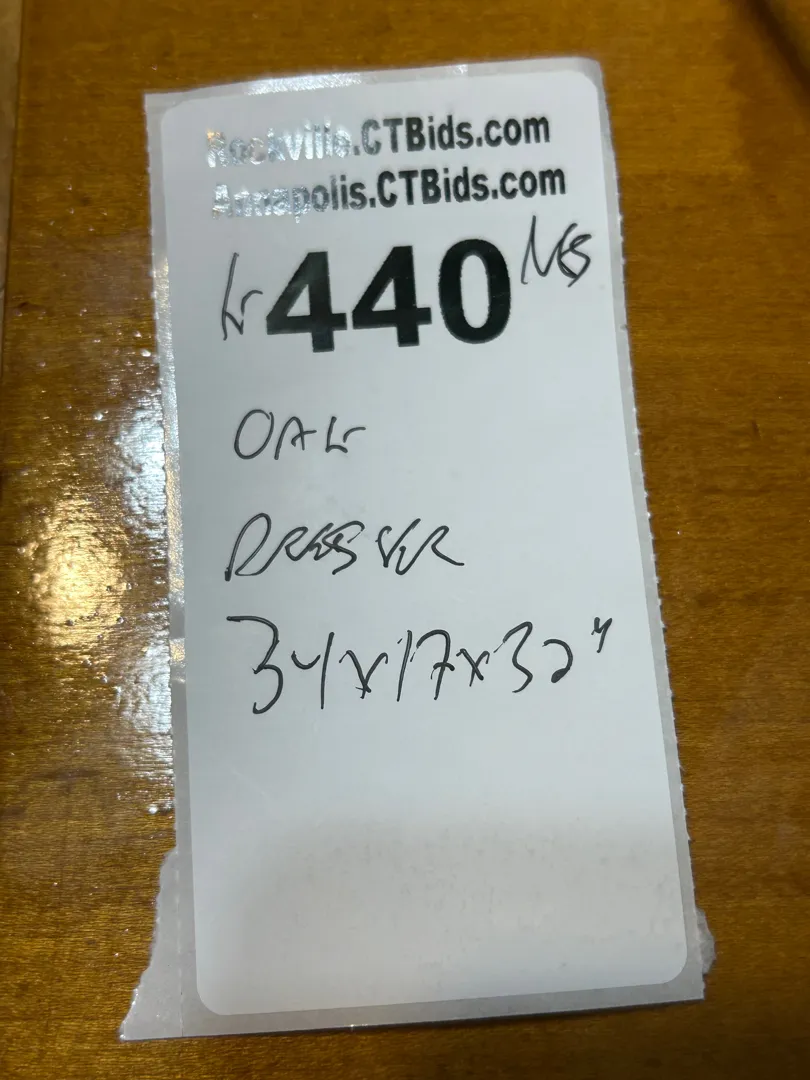 Rockville.CTBids.com
Annapolis.CTBids.com
440
OAK
DRESSER
34x17x32"